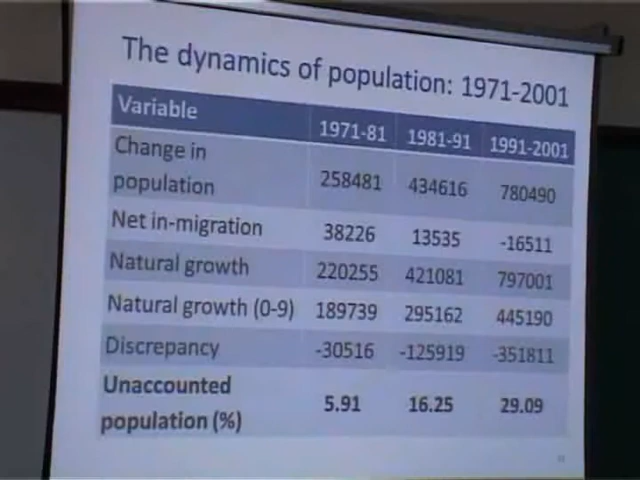 The dynamics of population: 1971-2001
Variable 1971-81 1981-91 1991-2001
Change in
population 258481 434616 780490
Net in-migration 38226 13535 -16511
Natural growth 220255 421081 797001
Natural growth (0-9) 189739 295162 445190
Discrepancy -30516 -125919 -351811
Unaccounted
population (%) 5.91 16.25 29.09